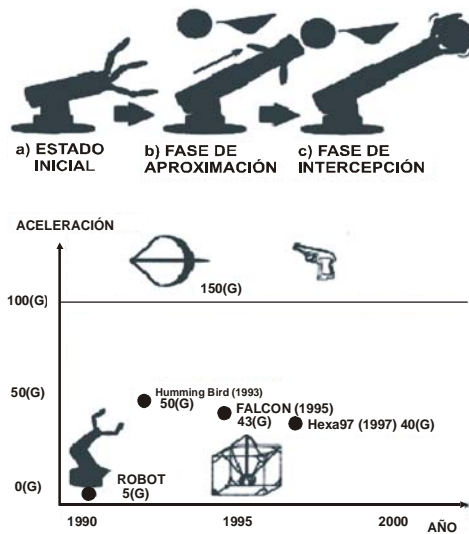 a) ESTADO INICIAL
b) FASE DE APROXIMACIÓN
c) FASE DE INTERCEPCIÓN
ACELERACIÓN
150(G)
100(G)
50(G)
Humming Bird (1993)
50(G)
FALCON (1995)
43(G)
Hexa97 (1997) 40(G)
ROBOT
5(G)
0(G)
1990
1995
2000
AÑO